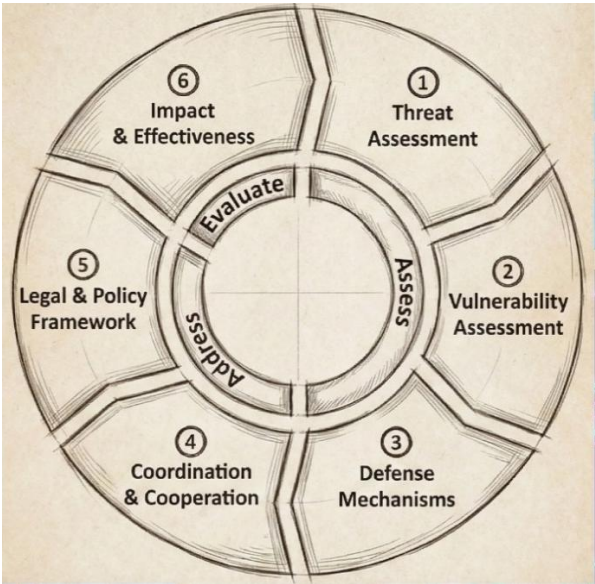 ①
Threat
Assessment
②
Vulnerability
Assessment
③
Defense
Mechanisms
④
Coordination
& Cooperation
⑤
Legal & Policy
Framework
⑥
Impact
& Effectiveness
Assess
Address
Evaluate